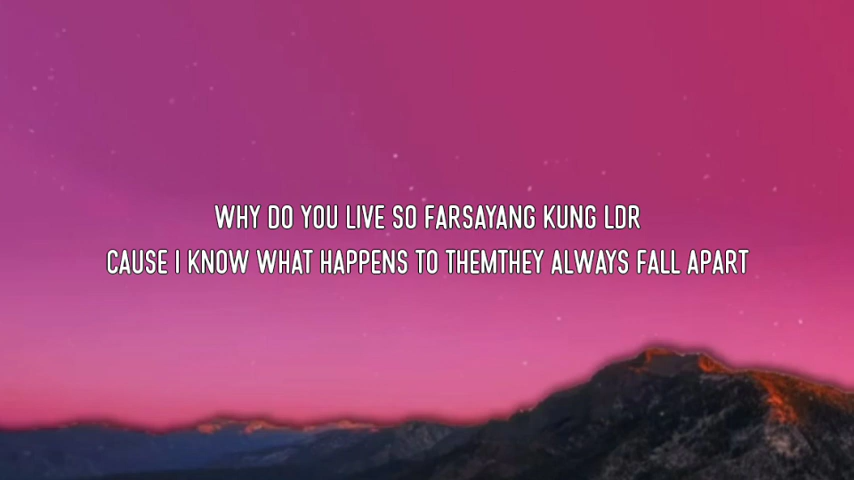 WHY DO YOU LIVE SO FARSAYANG KUNG LDR
CAUSE I KNOW WHAT HAPPENS TO THEMTHEY ALWAYS FALL APART